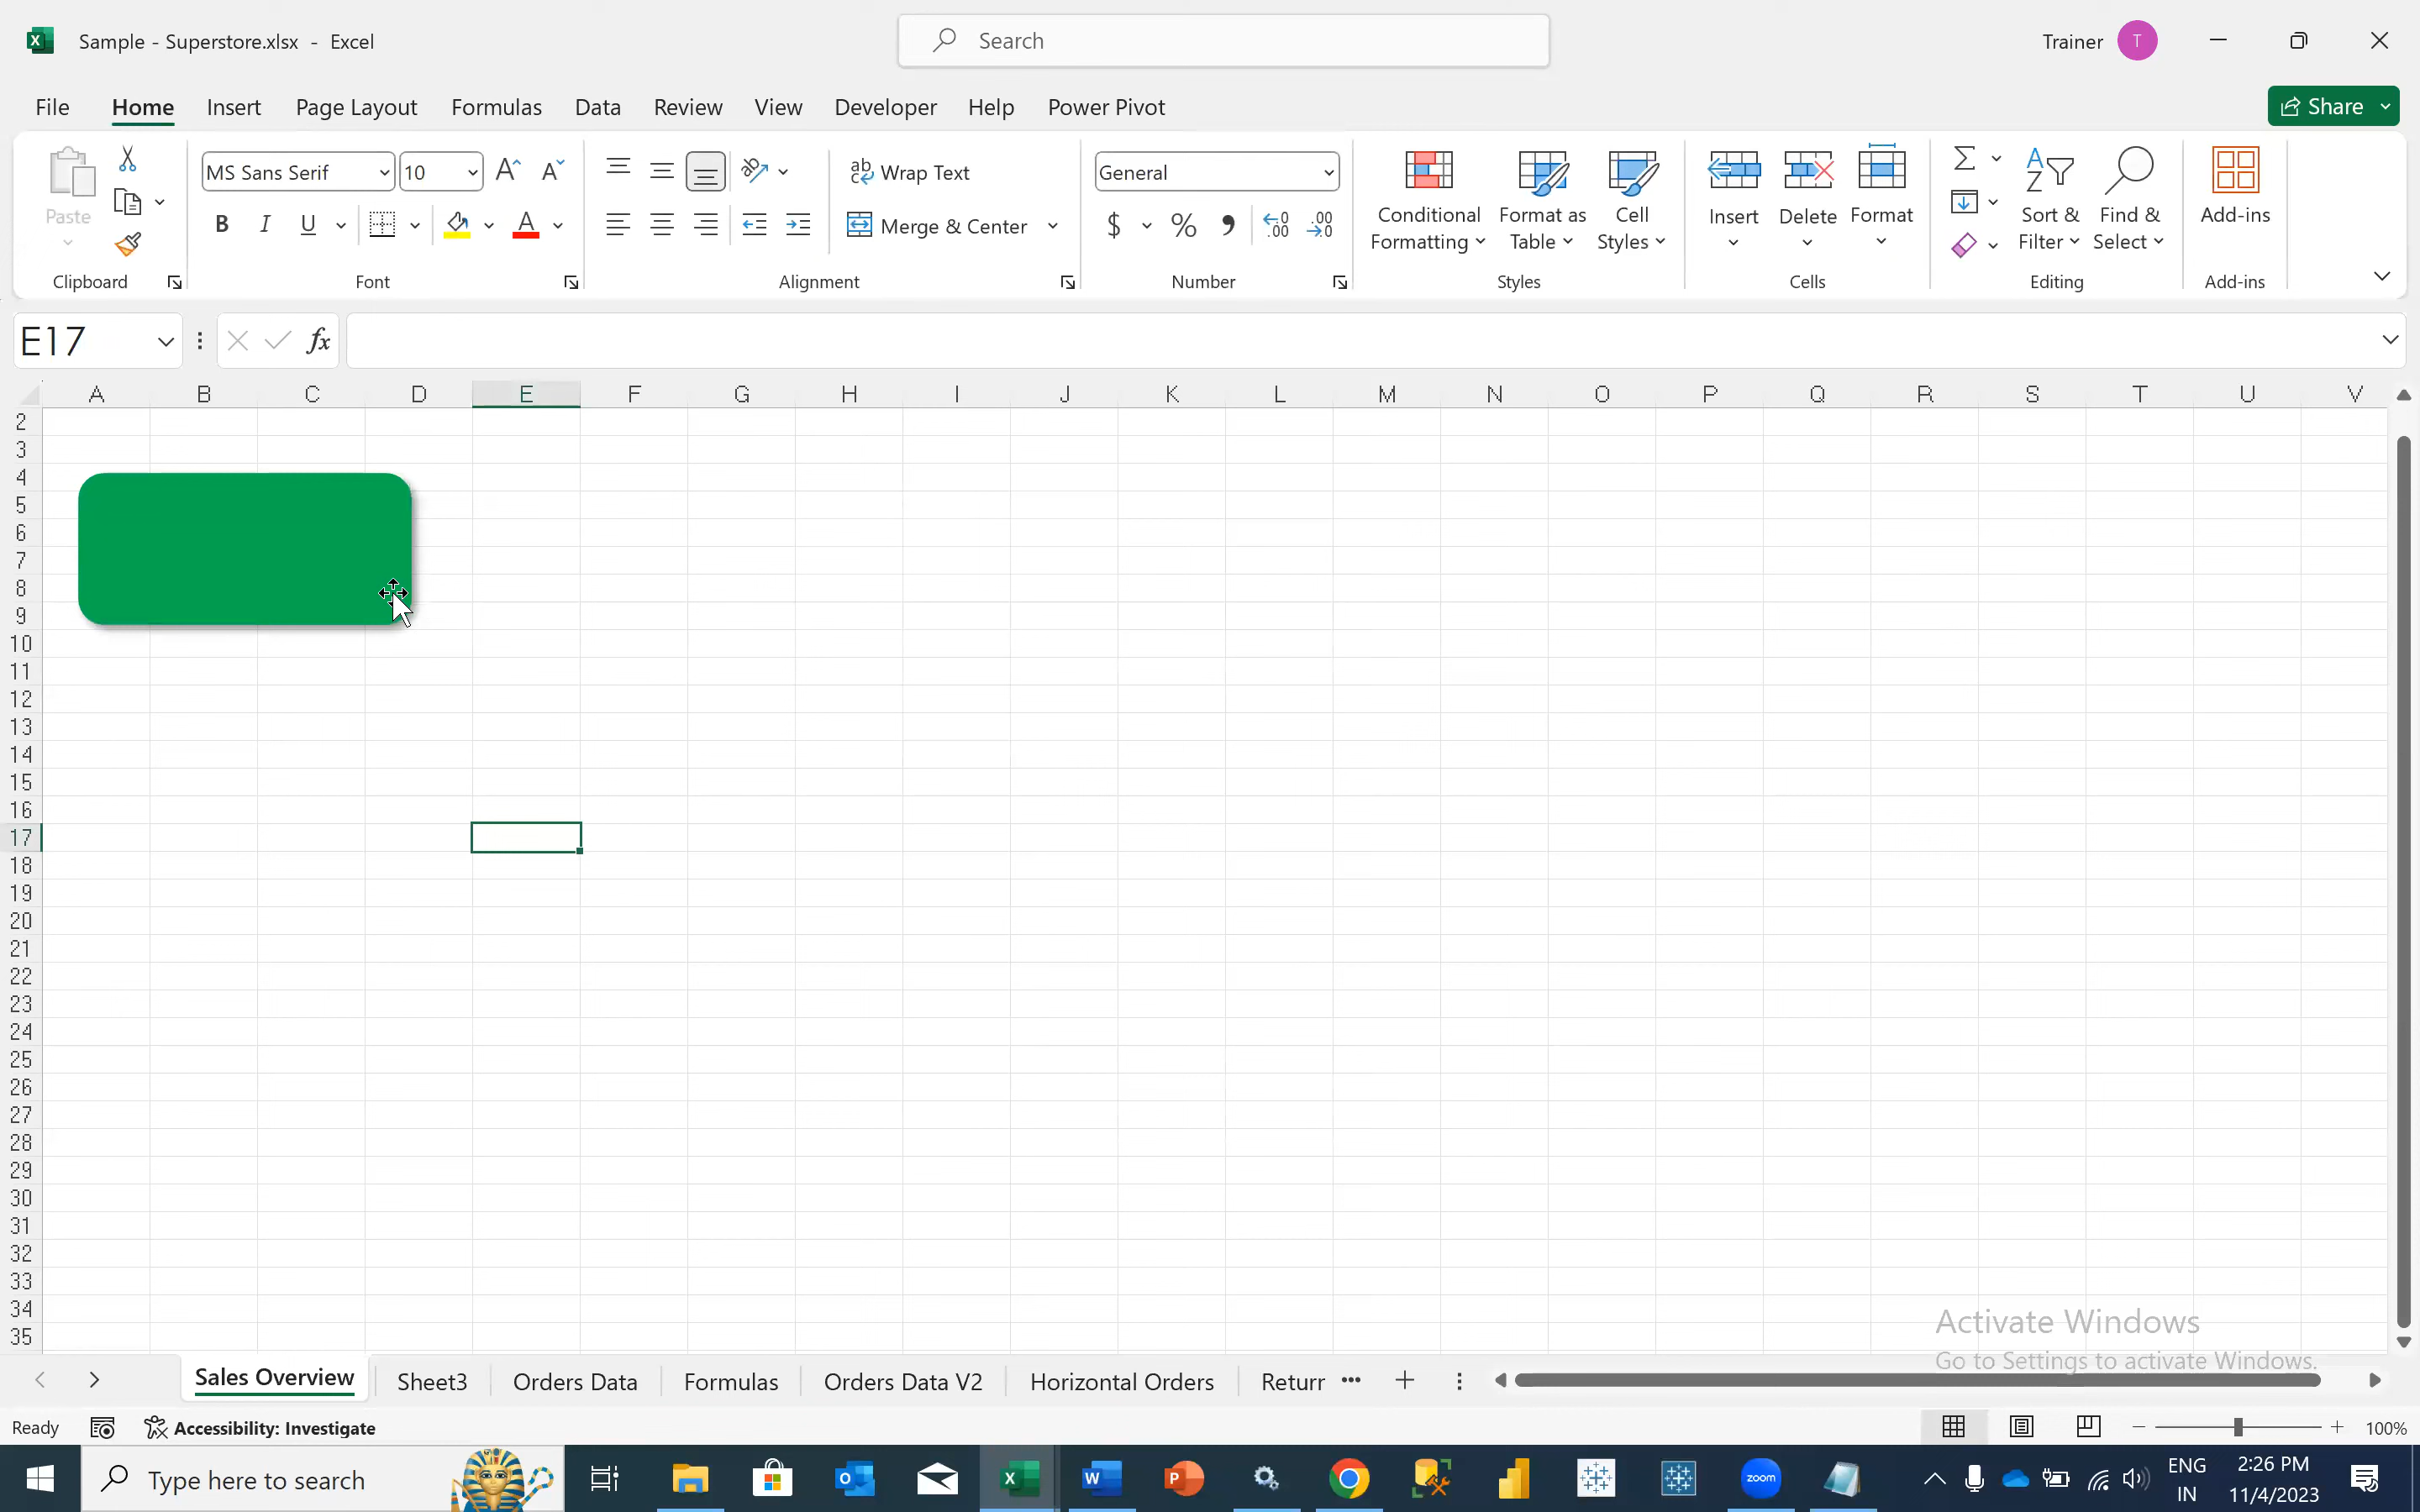 Sample - Superstore.xlsx - Excel
Search
Trainer T
File Home Insert Page Layout Formulas Data Review View Developer Help Power Pivot
Share
Paste
Clipboard
MS Sans Serif 10
B I U A
Font
ab Wrap Text
Merge & Center
Alignment
General
$ % ,
Number
Conditional Formatting
Format as Table
Cell Styles
Styles
Insert Delete Format
Cells
Sort & Filter
Find & Select
Editing
Add-ins
Add-ins
E17 fx
A B C D E F G H I J K L M N O P Q R S T U V
2
3
4
5
6
7
8
9
10
11
12
13
14
15
16
17
18
19
20
21
22
23
24
25
26
27
28
29
30
31
32
33
34
35
Activate Windows
Go to Settings to activate Windows.
Sales Overview Sheet3 Orders Data Formulas Orders Data V2 Horizontal Orders Returr ...
Ready Accessibility: Investigate 100%
Type here to search
zoom
ENG
IN
2:26 PM
11/4/2023